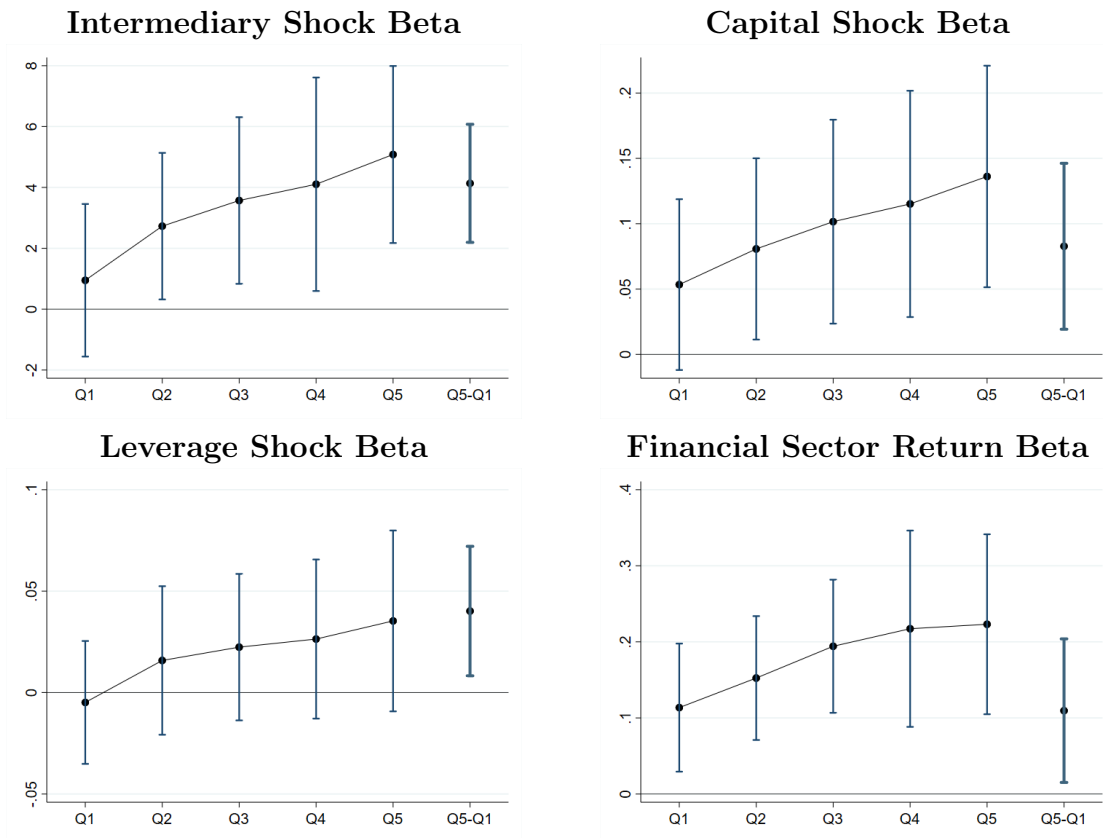 Intermediary Shock Beta
8
6
4
2
0
-2
Q1 Q2 Q3 Q4 Q5 Q5-Q1
Capital Shock Beta
.2
.15
.1
.05
0
Q1 Q2 Q3 Q4 Q5 Q5-Q1
Leverage Shock Beta
.1
.05
0
-.05
Q1 Q2 Q3 Q4 Q5 Q5-Q1
Financial Sector Return Beta
.4
.3
.2
.1
0
Q1 Q2 Q3 Q4 Q5 Q5-Q1